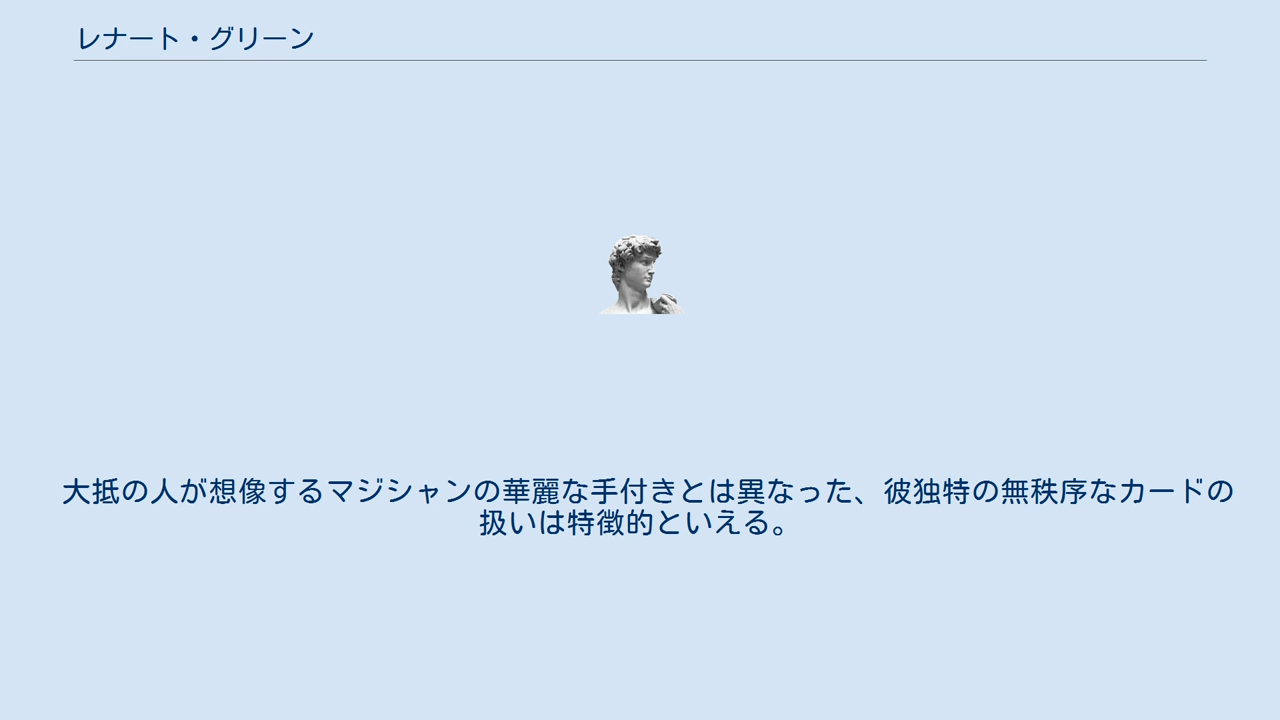 レナート・グリーン
大抵の人が想像するマジシャンの華麗な手付きとは異なった、彼独特の無秩序なカードの
扱いは特徴的といえる。